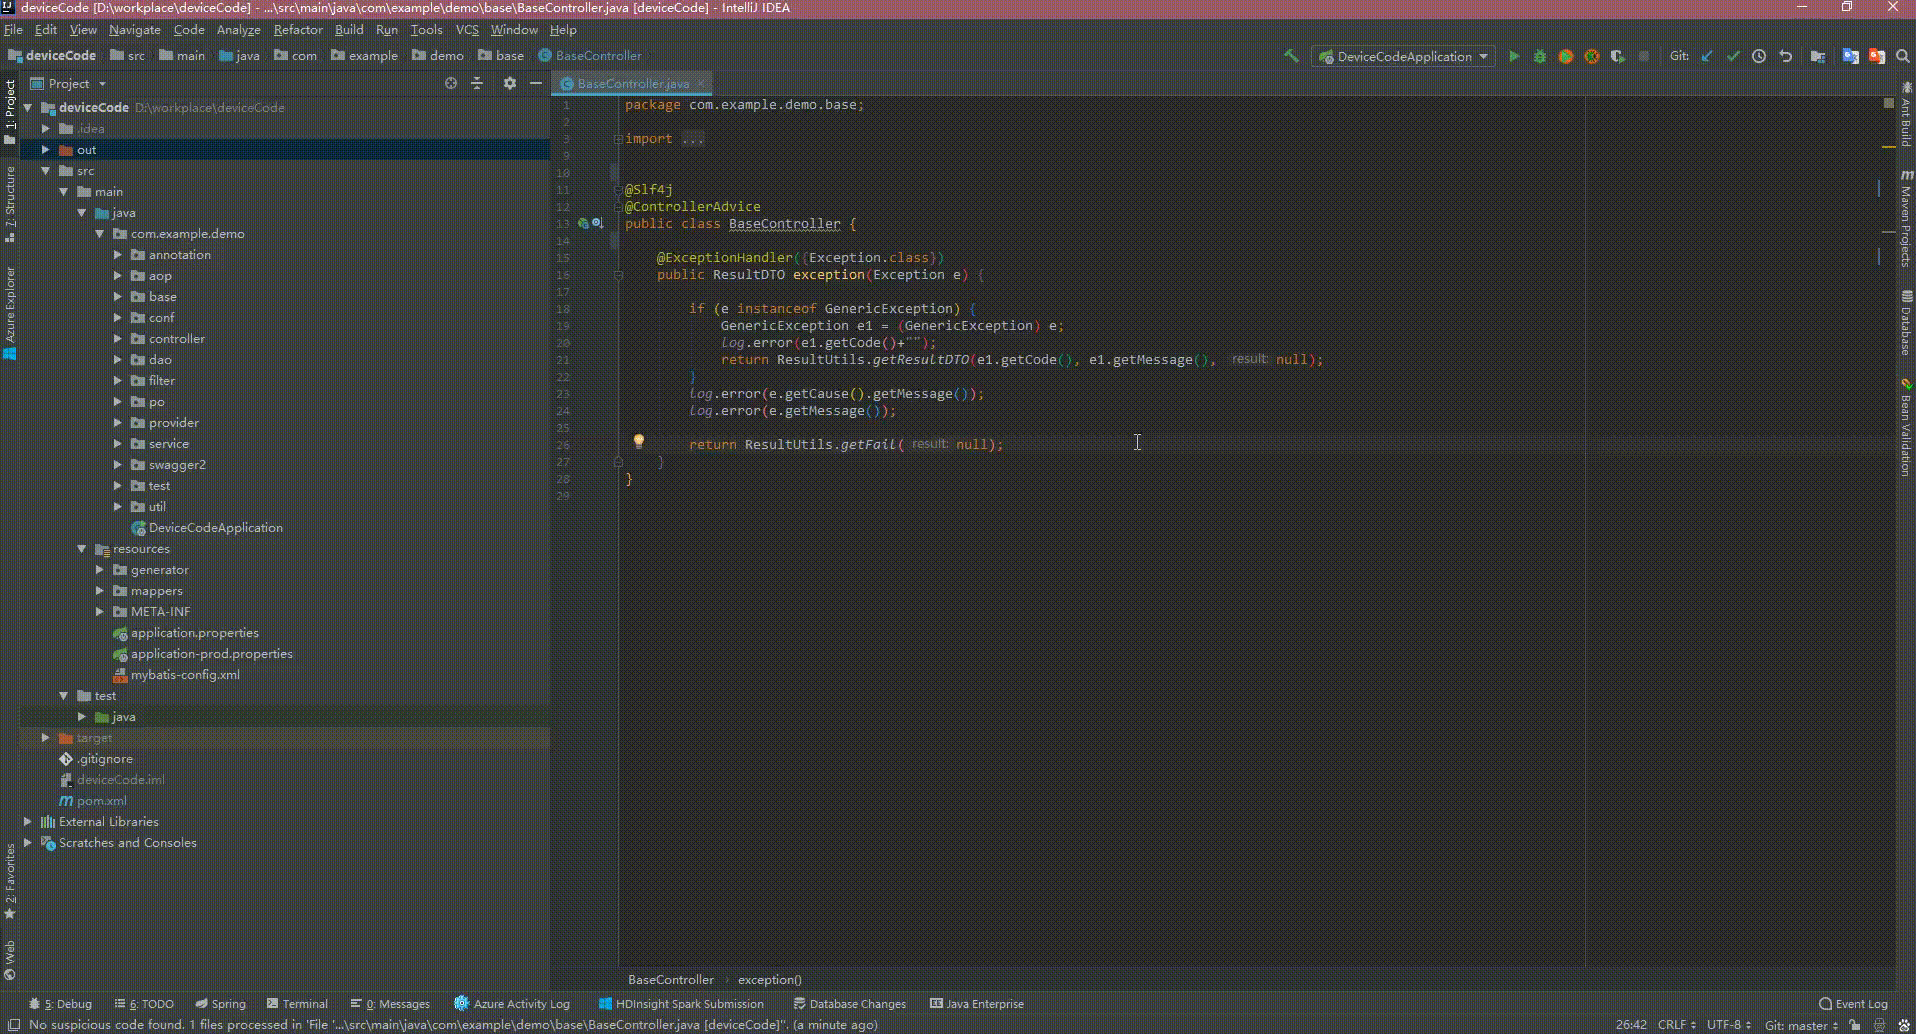 deviceCode [D:\workplace\deviceCode] - ...\src\main\java\com\example\demo\base\BaseController.java [deviceCode] - IntelliJ IDEA
File Edit View Navigate Code Analyze Refactor Build Run Tools VCS Window Help
deviceCode src main java com example demo base BaseController DeviceCodeApplication Git:
1: Project
7: Structure
Azure Explorer
2: Favorites
Web
Project
deviceCode D:\workplace\deviceCode
.idea
out
src
main
java
com.example.demo
annotation
aop
base
conf
controller
dao
filter
po
provider
service
swagger2
test
util
DeviceCodeApplication
resources
generator
mappers
META-INF
application.properties
application-prod.properties
mybatis-config.xml
test
java
target
.gitignore
deviceCode.iml
pom.xml
External Libraries
Scratches and Consoles
BaseController.java
1 package com.example.demo.base;
2
3 import ...
9
10
11 @Slf4j
12 @ControllerAdvice
13 public class BaseController {
14
15 @ExceptionHandler({Exception.class})
16 public ResultDTO exception(Exception e) {
17
18 if (e instanceof GenericException) {
19 GenericException e1 = (GenericException) e;
20 log.error(e1.getCode()+"");
21 return ResultUtils.getResultDTO(e1.getCode(), e1.getMessage(), result: null);
22 }
23 log.error(e.getCause().getMessage());
24 log.error(e.getMessage());
25
26 return ResultUtils.getFail( result: null);
27 }
28 }
29
BaseController › exception()
Ant Build
Maven Projects
Database
Bean Validation
5: Debug 6: TODO Spring Terminal 0: Messages Azure Activity Log HDInsight Spark Submission Database Changes Java Enterprise Event Log
No suspicious code found. 1 files processed in 'File '...\src\main\java\com\example\demo\base\BaseController.java [deviceCode]''. (a minute ago) 26:42 CRLF UTF-8 Git: master